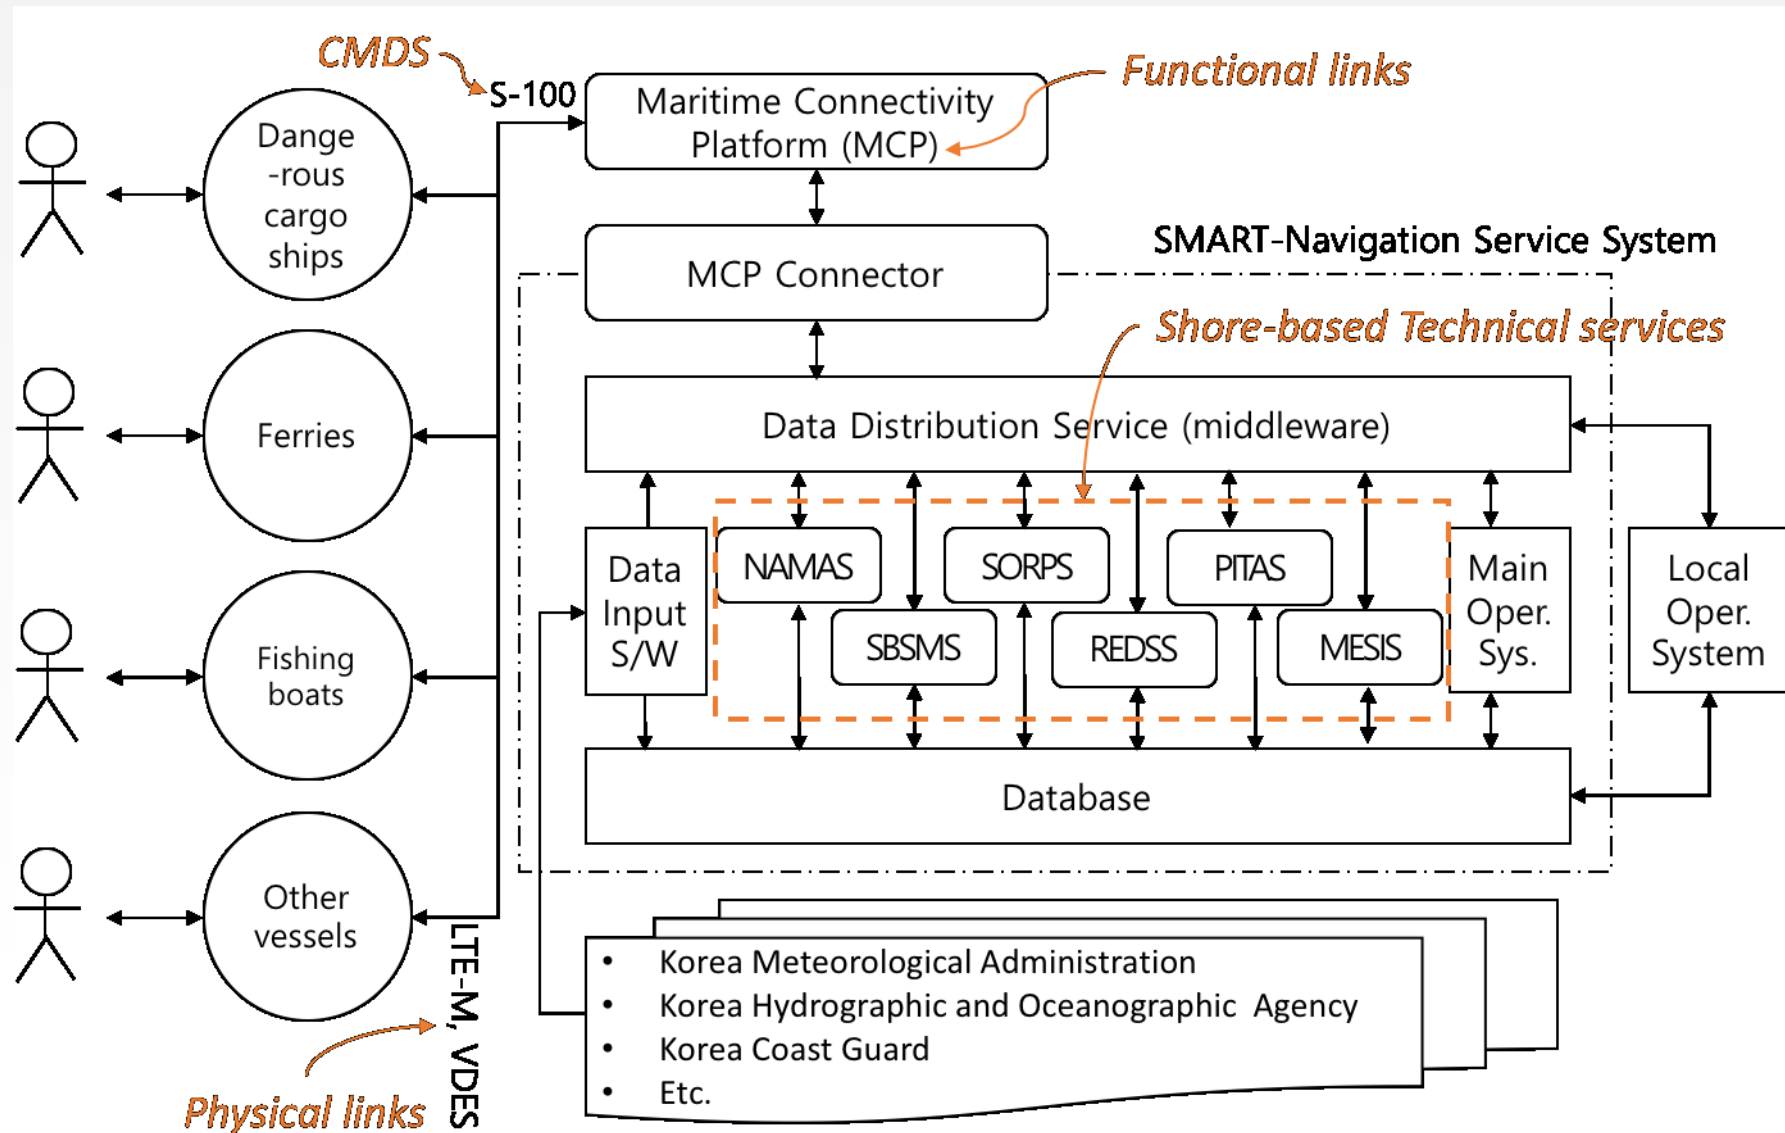 CMDS
S-100
Maritime Connectivity
Platform (MCP)
Functional links
Dange
-rous
cargo
ships
MCP Connector
SMART-Navigation Service System
Shore-based Technical services
Ferries
Data Distribution Service (middleware)
Data
Input
S/W
NAMAS
SBSMS
SORPS
REDSS
PITAS
MESIS
Main
Oper.
Sys.
Local
Oper.
System
Fishing
boats
Database
Other
vessels
LTE-M, VDES
Physical links
• Korea Meteorological Administration
• Korea Hydrographic and Oceanographic Agency
• Korea Coast Guard
• Etc.